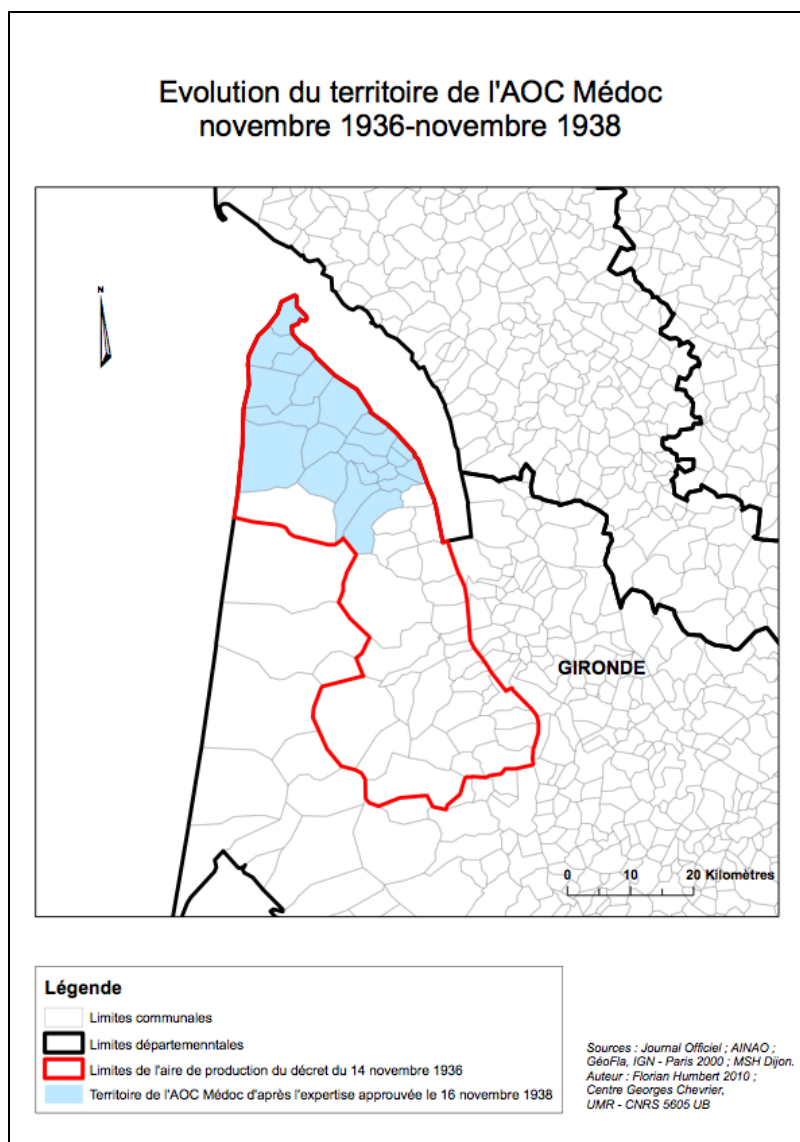 Evolution du territoire de l'AOC Médoc
novembre 1936-novembre 1938
N
GIRONDE
0 10 20 Kilomètres
Légende
Limites communales
Limites départementales
Limites de l'aire de production du décret du 14 novembre 1936
Territoire de l'AOC Médoc d'après l'expertise approuvée le 16 novembre 1938
Sources : Journal Officiel ; AINAO ;
GéoFla, IGN - Paris 2000 ; MSH Dijon.
Auteur : Florian Humbert 2010 ;
Centre Georges Chevrier,
UMR - CNRS 5605 UB